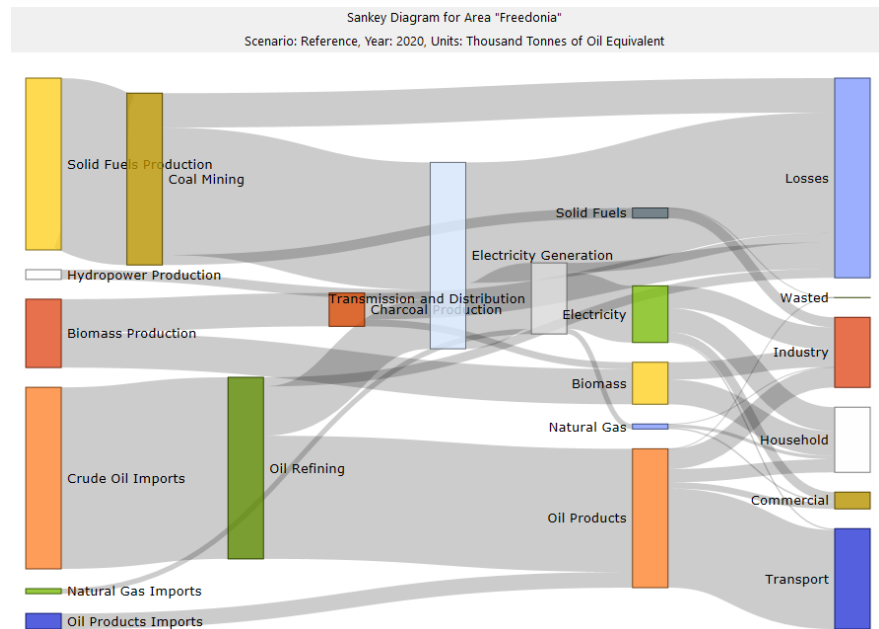 Sankey Diagram for Area "Freedonia"
Scenario: Reference, Year: 2020, Units: Thousand Tonnes of Oil Equivalent
Solid Fuels Production
Coal Mining
Losses
Solid Fuels
Electricity Generation
Hydropower Production
Transmission and Distribution
Wasted
Charcoal Production
Electricity
Biomass Production
Industry
Biomass
Natural Gas
Household
Oil Refining
Crude Oil Imports
Commercial
Oil Products
Transport
Natural Gas Imports
Oil Products Imports